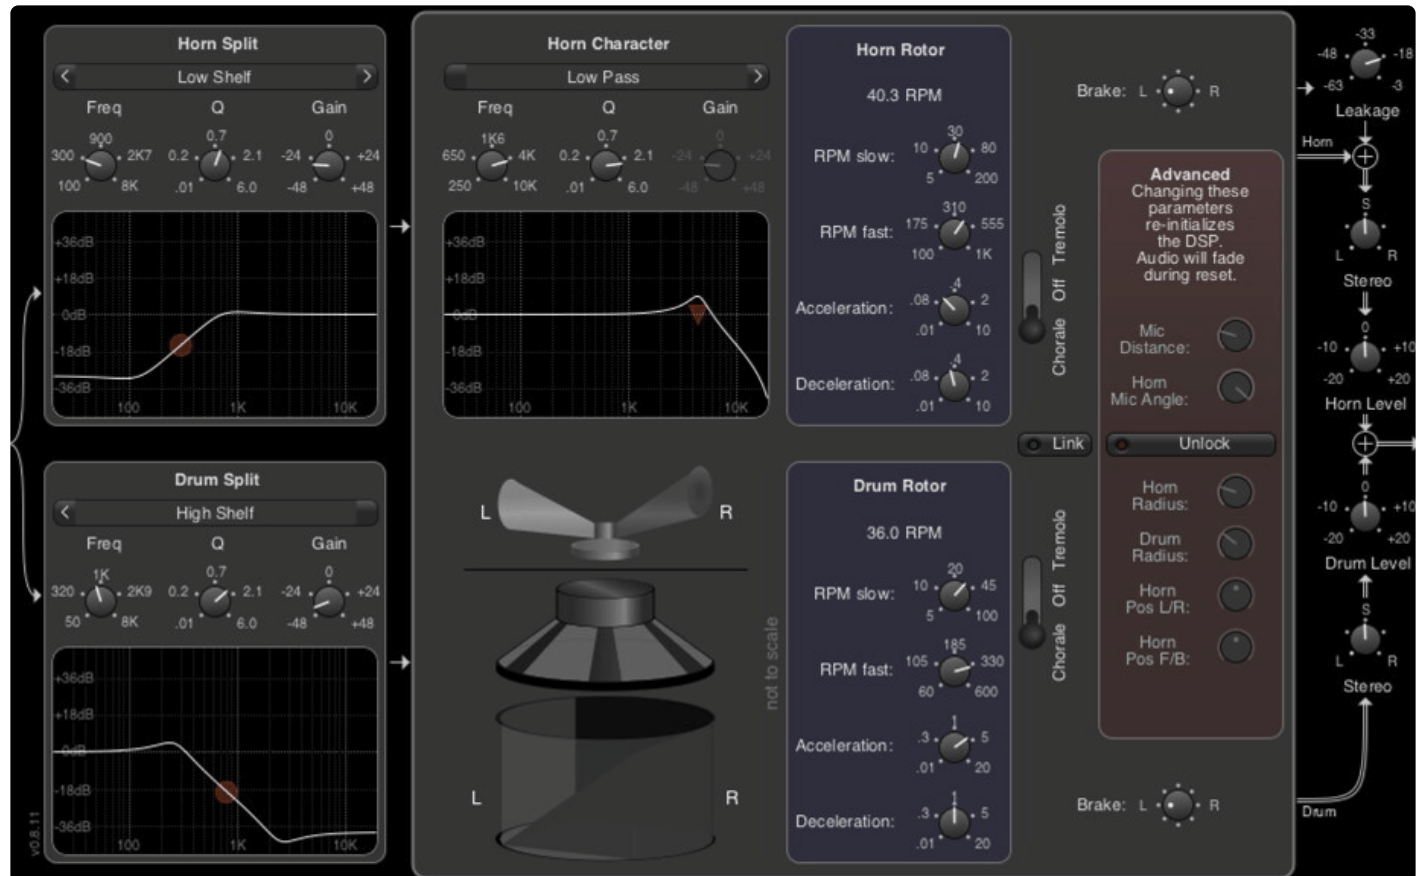 Horn Split
Low Shelf
Freq Q Gain
900 0.7 0
300 2K7 0.2 2.1 -24 +24
100 8K .01 6.0 -48 +48
+36dB
+18dB
0dB
-18dB
-36dB
100 1K 10K
Drum Split
High Shelf
Freq Q Gain
1K 0.7 0
320 2K9 0.2 2.1 -24 +24
50 8K .01 6.0 -48 +48
+36dB
+18dB
0dB
-18dB
-36dB
100 1K 10K
v0.8.11
Horn Character
Low Pass
Freq Q Gain
1K6 0.7 0
650 4K 0.2 2.1 -24 +24
250 10K .01 6.0 -48 +48
+36dB
+18dB
0dB
-18dB
-36dB
100 1K 10K
L R
L R
not to scale
Horn Rotor
40.3 RPM
30
RPM slow: 10 80
5 200
310
RPM fast: 175 555
100 1K
.4
Acceleration: .08 2
.01 10
.4
Deceleration: .08 2
.01 10
Drum Rotor
36.0 RPM
20
RPM slow: 10 45
5 100
185
RPM fast: 105 330
60 600
1
Acceleration: .3 5
.01 20
1
Deceleration: .3 5
.01 20
Brake: L R
Chorale Off Tremolo
Link
Chorale Off Tremolo
Brake: L R
Advanced
Changing these
parameters
re-initializes
the DSP.
Audio will fade
during reset.
Mic
Distance:
Horn
Mic Angle:
Unlock
Horn
Radius:
Drum
Radius:
Horn
Pos L/R:
Horn
Pos F/B:
-33
-48 -18
-63 -3
Leakage
Horn
S
L R
Stereo
0
-10 +10
-20 +20
Horn Level
0
-10 +10
-20 +20
Drum Level
S
L R
Stereo
Drum